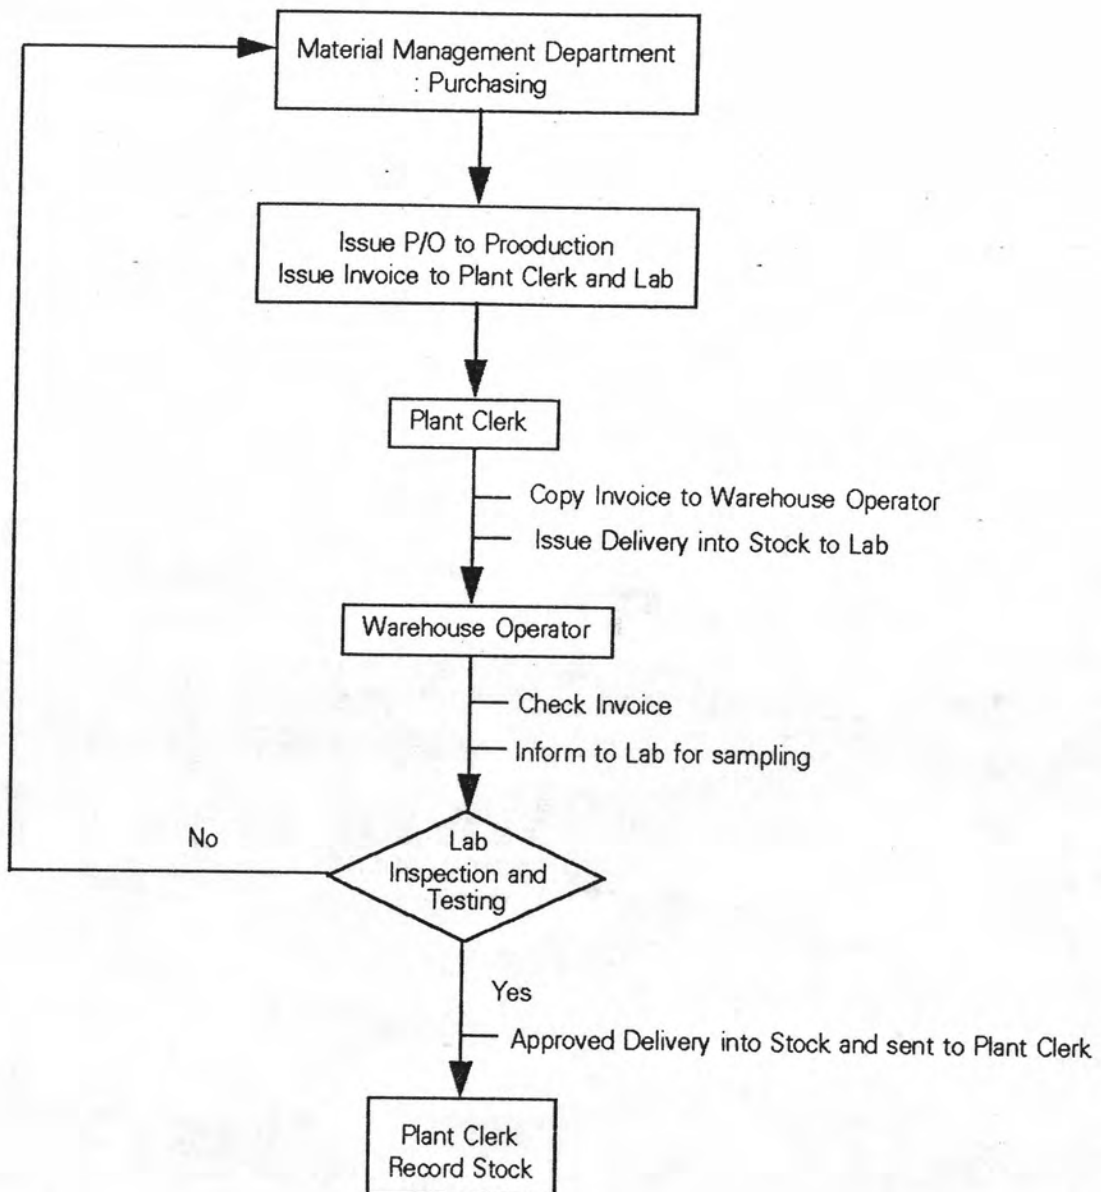 Material Management Department
: Purchasing
Issue P/O to Prooduction
Issue Invoice to Plant Clerk and Lab
Plant Clerk
Copy Invoice to Warehouse Operator
Issue Delivery into Stock to Lab
Warehouse Operator
Check Invoice
Inform to Lab for sampling
No
Lab
Inspection and
Testing
Yes
Approved Delivery into Stock and sent to Plant Clerk
Plant Clerk
Record Stock